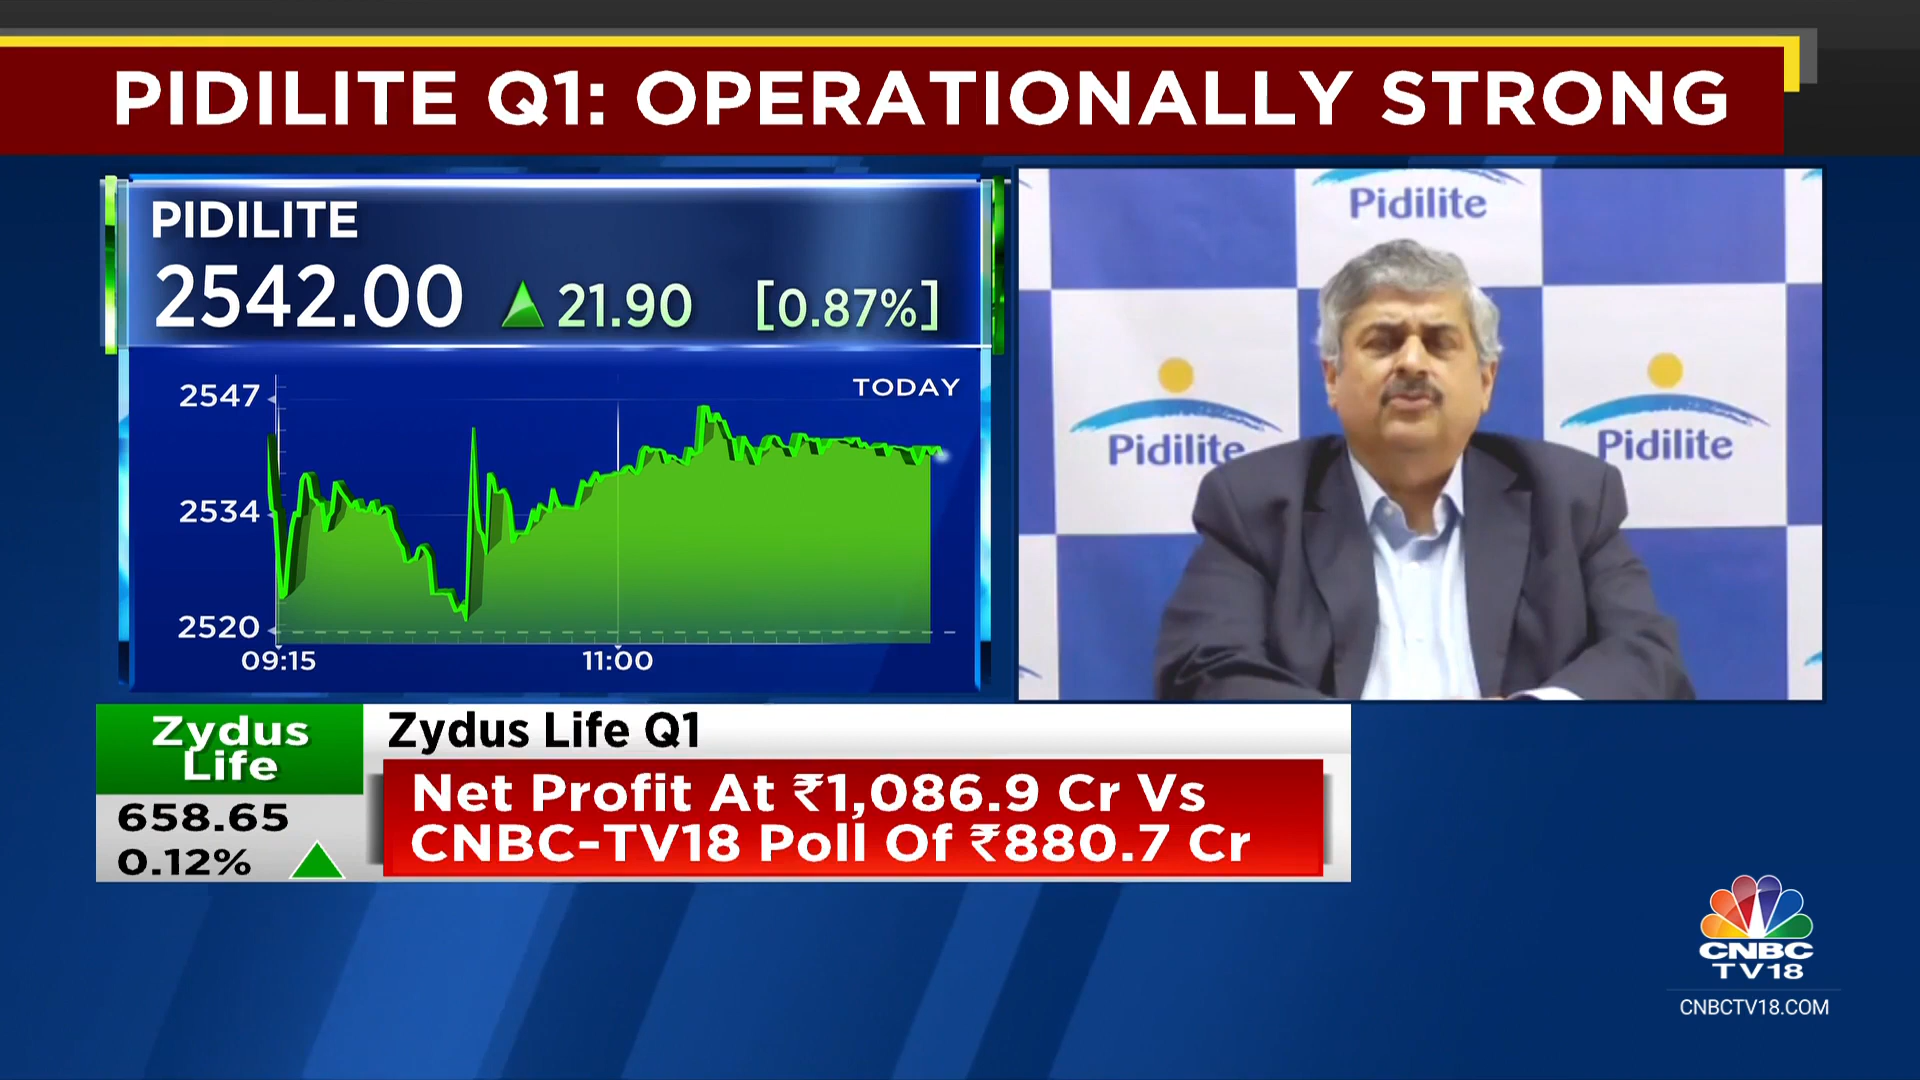 PIDILITE Q1: OPERATIONALLY STRONG
PIDILITE
2542.00 ▲ 21.90 [0.87%]
TODAY
2547
2534
2520
09:15 11:00
Pidilite
Pidilite
Pidilite
Zydus
Life
658.65
0.12% ▲
Zydus Life Q1
Net Profit At ₹1,086.9 Cr Vs
CNBC-TV18 Poll Of ₹880.7 Cr
CNBC
TV18
CNBCTV18.COM